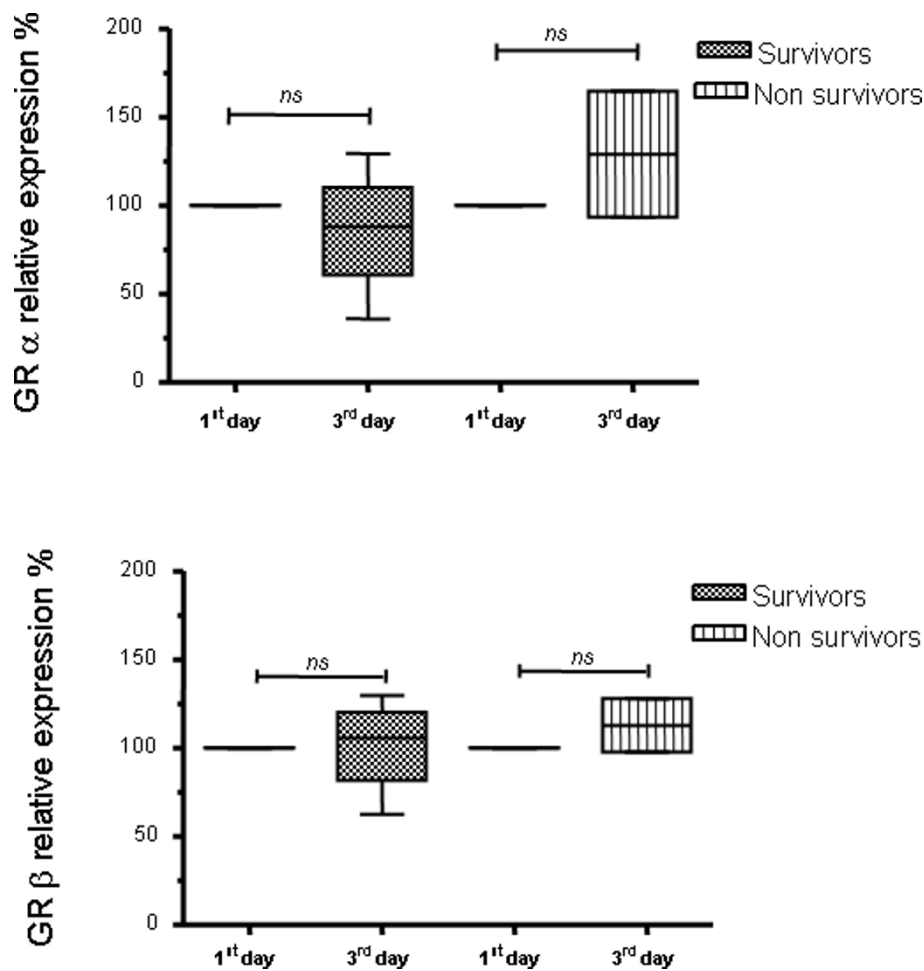 GR α relative expression %
200
150
100
50
0
ns
ns
Survivors
Non survivors
1st day
3rd day
1st day
3rd day
GR β relative expression %
200
150
100
50
0
ns
ns
Survivors
Non survivors
1st day
3rd day
1st day
3rd day